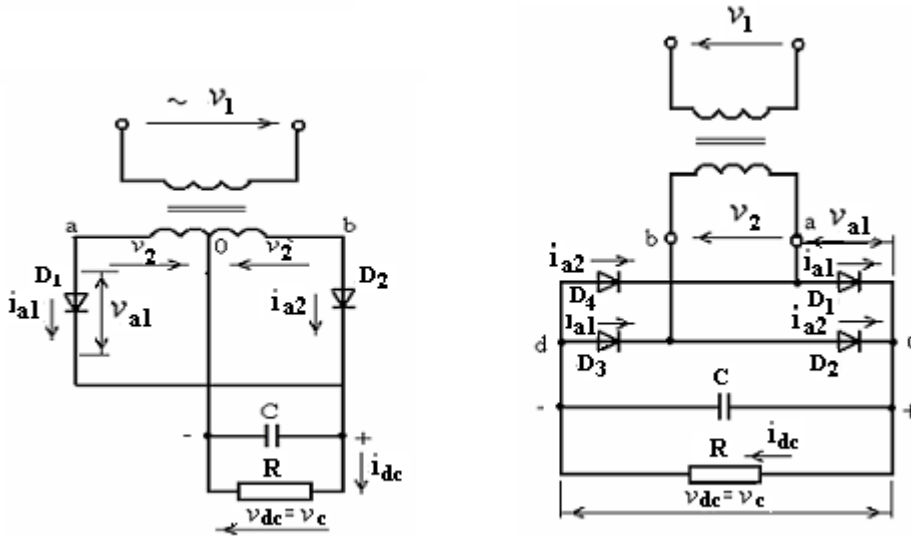 ~ v1
a
b
v2
0
v2
D1
D2
ia1
va1
ia2
C
-
+
R
idc
vdc = vc
v1
v2
b
a
va1
ia2
ia1
D4
D1
ia1
ia2
d
c
D3
D2
C
-
+
R
idc
vdc = vc